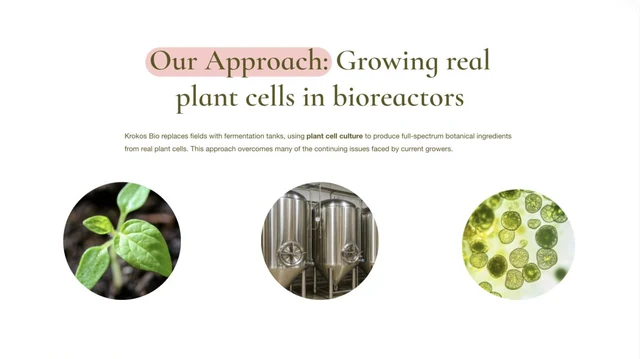 Our Approach: Growing real
plant cells in bioreactors
Krokos Bio replaces fields with fermentation tanks, using plant cell culture to produce full-spectrum botanical ingredients
from real plant cells. This approach overcomes many of the continuing issues faced by current growers.